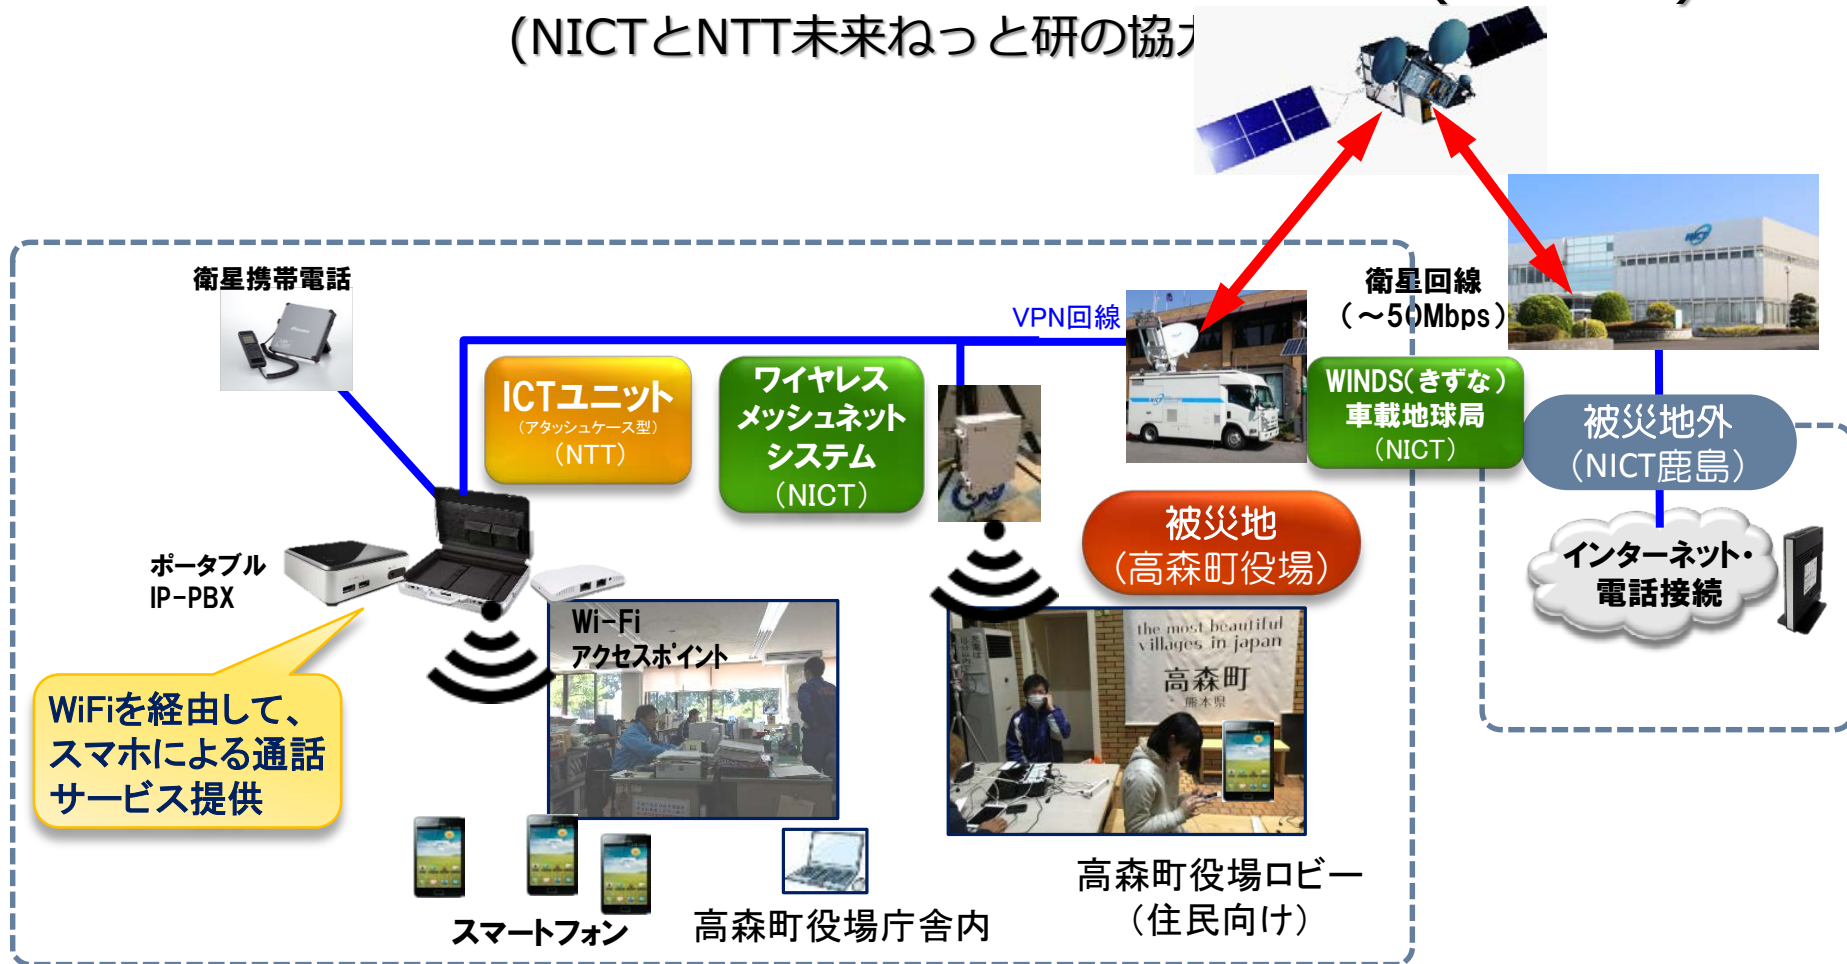 (NICTとNTT未来ねっと研の協
衛星携帯電話
VPN回線
衛星回線
（～50Mbps）
NICT
ICTユニット
（アタッシュケース型）
（NTT）
ワイヤレス
メッシュネット
システム
（NICT）
WINDS(きずな）
車載地球局
（NICT）
被災地外
（NICT鹿島）
被災地
（高森町役場）
インターネット・
電話接続
ポータブル
IP-PBX
Wi-Fi
アクセスポイント
the most beautiful
villages in japan
高森町
熊本県
WiFiを経由して、
スマホによる通話
サービス提供
スマートフォン
高森町役場庁舎内
高森町役場ロビー
（住民向け）